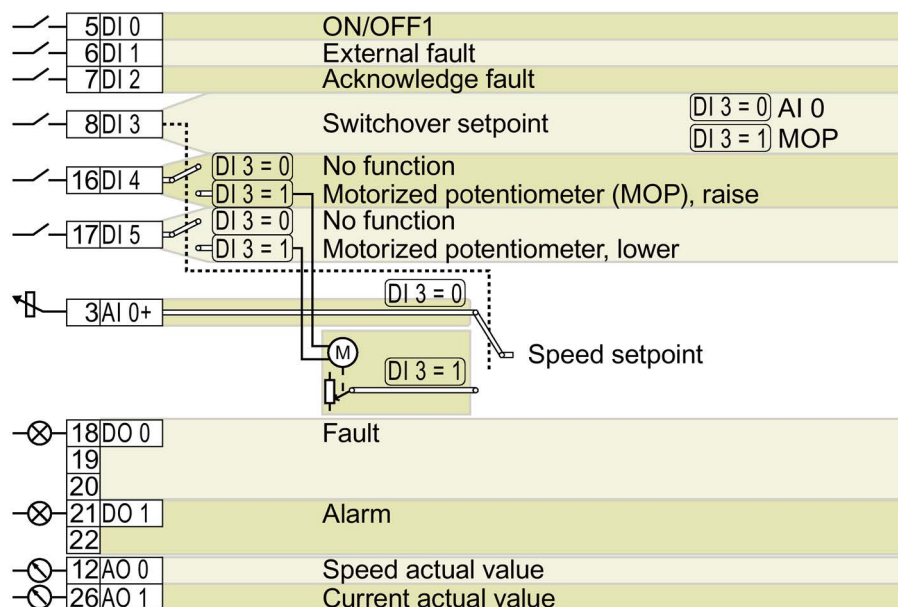 5 DI 0 ON/OFF1
6 DI 1 External fault
7 DI 2 Acknowledge fault
8 DI 3 Switchover setpoint DI 3 = 0 AI 0
DI 3 = 1 MOP
16 DI 4 DI 3 = 0 No function
DI 3 = 1 Motorized potentiometer (MOP), raise
17 DI 5 DI 3 = 0 No function
DI 3 = 1 Motorized potentiometer, lower
3 AI 0+ DI 3 = 0
M DI 3 = 1 Speed setpoint
18 DO 0 Fault
19
20
21 DO 1 Alarm
22
12 AO 0 Speed actual value
26 AO 1 Current actual value